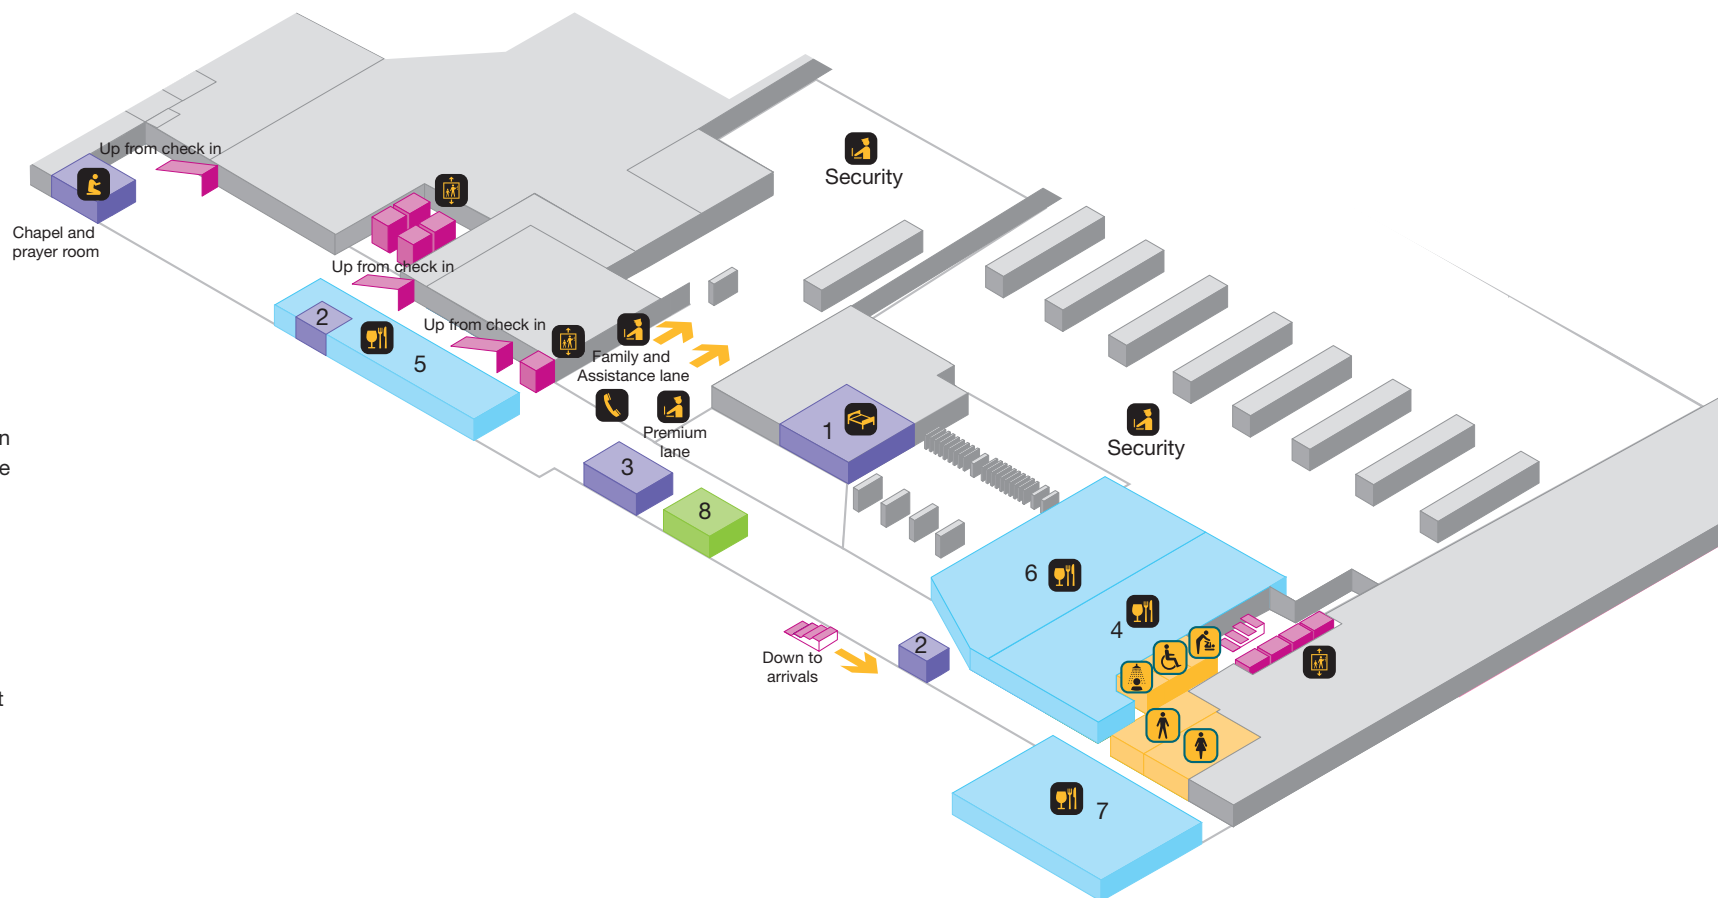 Up from check in
Security
Chapel and
prayer room
Up from check in
2
Up from check in
5
Family and
Assistance lane
Premium
lane
1
n
e
Security
3
8
6
4
2
Down to
arrivals
t
7